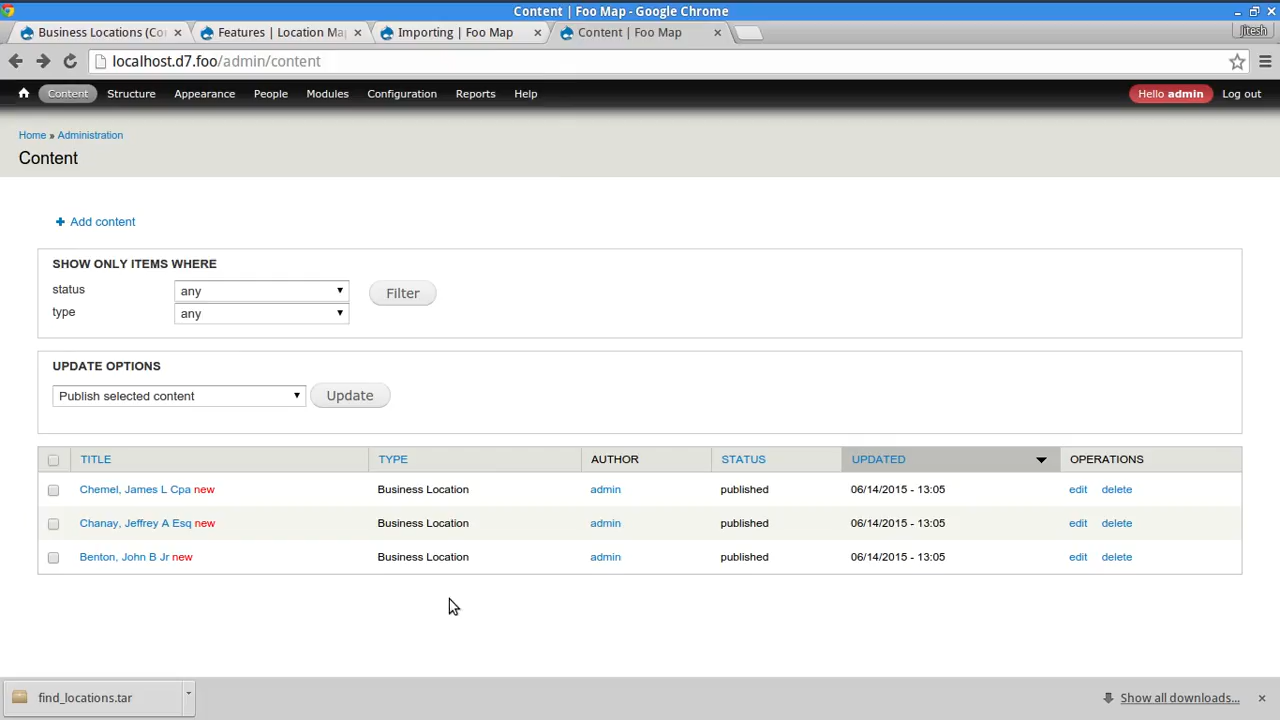 Content | Foo Map - Google Chrome
Business Locations (Co
Features | Location Ma
Importing | Foo Map
Content | Foo Map
jitesh
localhost.d7.foo/admin/content
Content Structure Appearance People Modules Configuration Reports Help Hello admin Log out
Home » Administration
Content
Add content
SHOW ONLY ITEMS WHERE
status any Filter
type any
UPDATE OPTIONS
Publish selected content Update
TITLE TYPE AUTHOR STATUS UPDATED OPERATIONS
Chemel, James L Cpa new Business Location admin published 06/14/2015 - 13:05 edit delete
Chanay, Jeffrey A Esq new Business Location admin published 06/14/2015 - 13:05 edit delete
Benton, John B Jr new Business Location admin published 06/14/2015 - 13:05 edit delete
find_locations.tar Show all downloads...